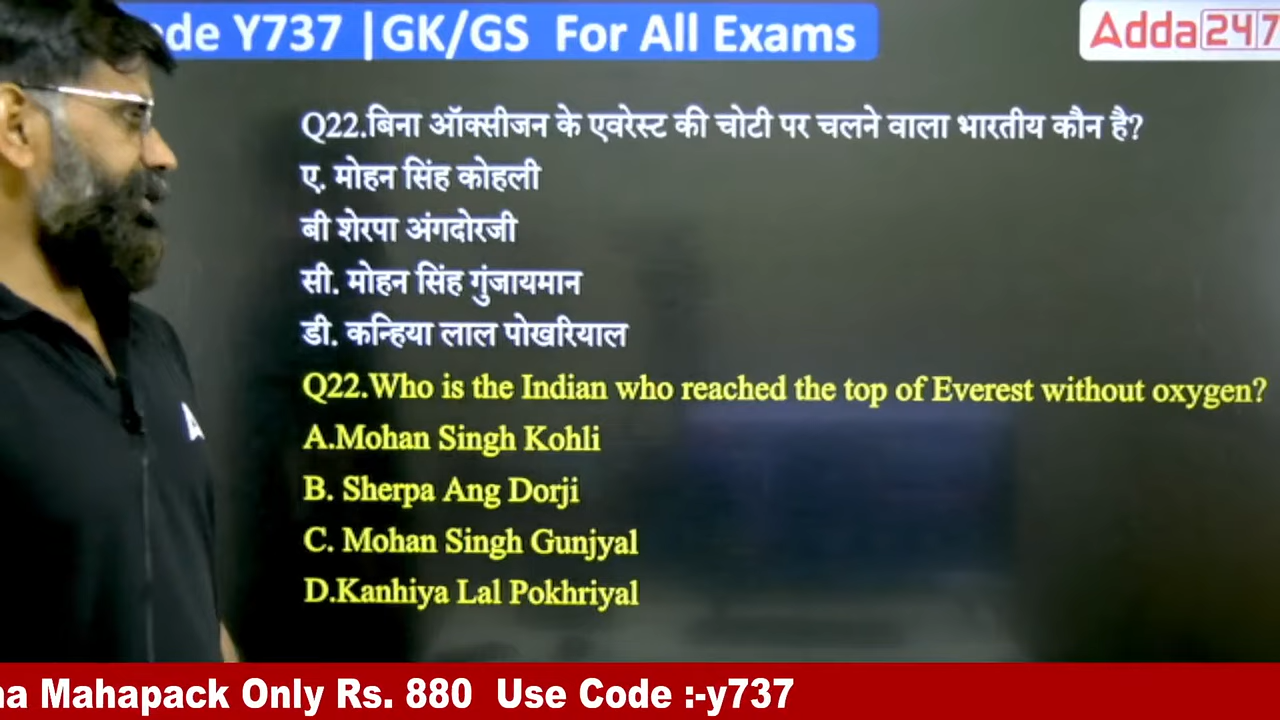 de Y737 |GK/GS For All Exams
Adda247
Q22.बिना ऑक्सीजन के एवरेस्ट की चोटी पर चलने वाला भारतीय कौन है?
ए. मोहन सिंह कोहली
बी शेरपा अंगदोरजी
सी. मोहन सिंह गुंजायमान
डी. कन्हिया लाल पोखरियाल
Q22.Who is the Indian who reached the top of Everest without oxygen?
A.Mohan Singh Kohli
B. Sherpa Ang Dorji
C. Mohan Singh Gunjyal
D.Kanhiya Lal Pokhriyal
Mahapack Only Rs. 880 Use Code :-y737